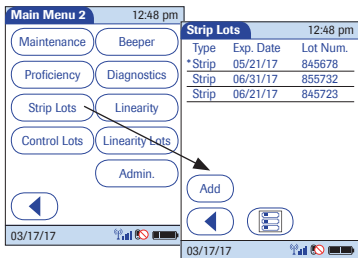 Main Menu 2 12:48 pm
Maintenance Beeper
Proficiency Diagnostics
Strip Lots Linearity
Control Lots Linearity Lots
Admin.
03/17/17
Strip Lots 12:48 pm
Type Exp. Date Lot Num.
*Strip 05/21/17 845678
Strip 06/31/17 855732
Strip 06/21/17 845723
Add
03/17/17